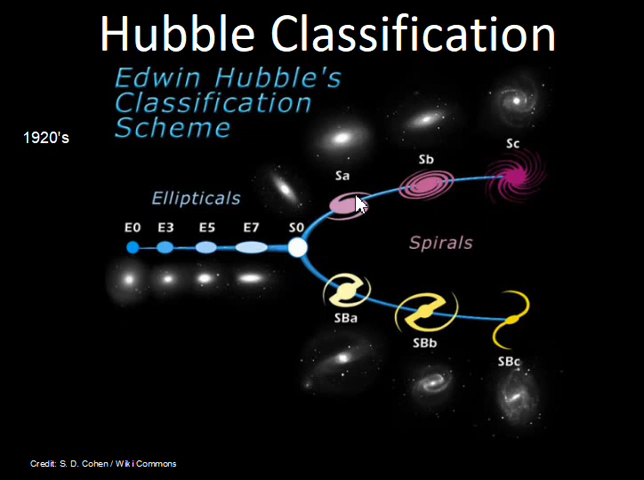 Hubble Classification
Edwin Hubble's
Classification
Scheme
1920's
Sc
Sb
Sa
Ellipticals
E0 E3 E5 E7 S0
Spirals
SBa
SBb
SBc
Credit: S. D. Cohen / Wiki Commons